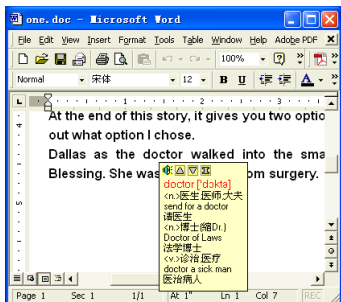 one.doc - Microsoft Word
File Edit View Insert Format Tools Table Window Help Adobe PDF
100%
Normal 宋体 12 B U A
1 2 3
At the end of this story, it gives you two optio
out what option I chose.
Dallas as the doctor walked into the sma
Blessing. She was om surgery.
doctor ['dɔktə]
<n.>医生,医师;大夫
send for a doctor
请医生
<n.>博士(缩Dr.)
Doctor of Laws
法学博士
<v.>诊治;医疗
doctor a sick man
医治病人
Page 1 Sec 1 1/1 At 1" Ln 1 Col 7 REC